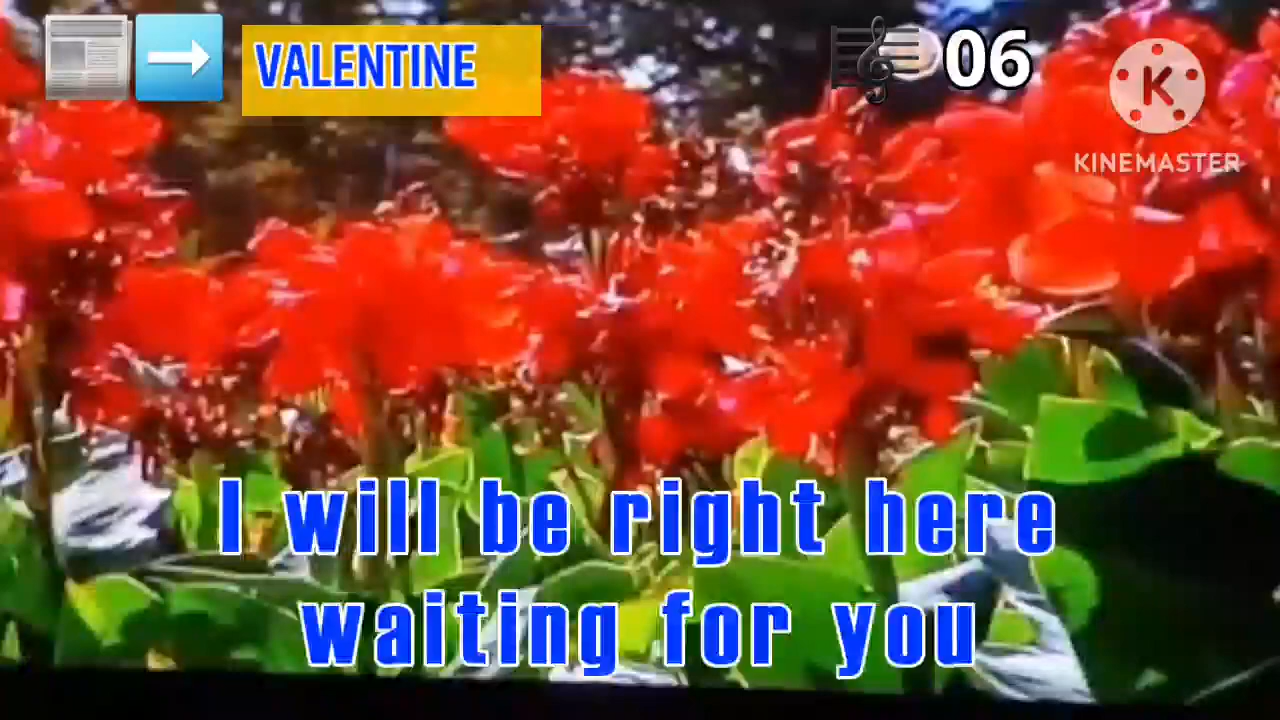 VALENTINE
06
K
KINEMASTER
I will be right here
waiting for you